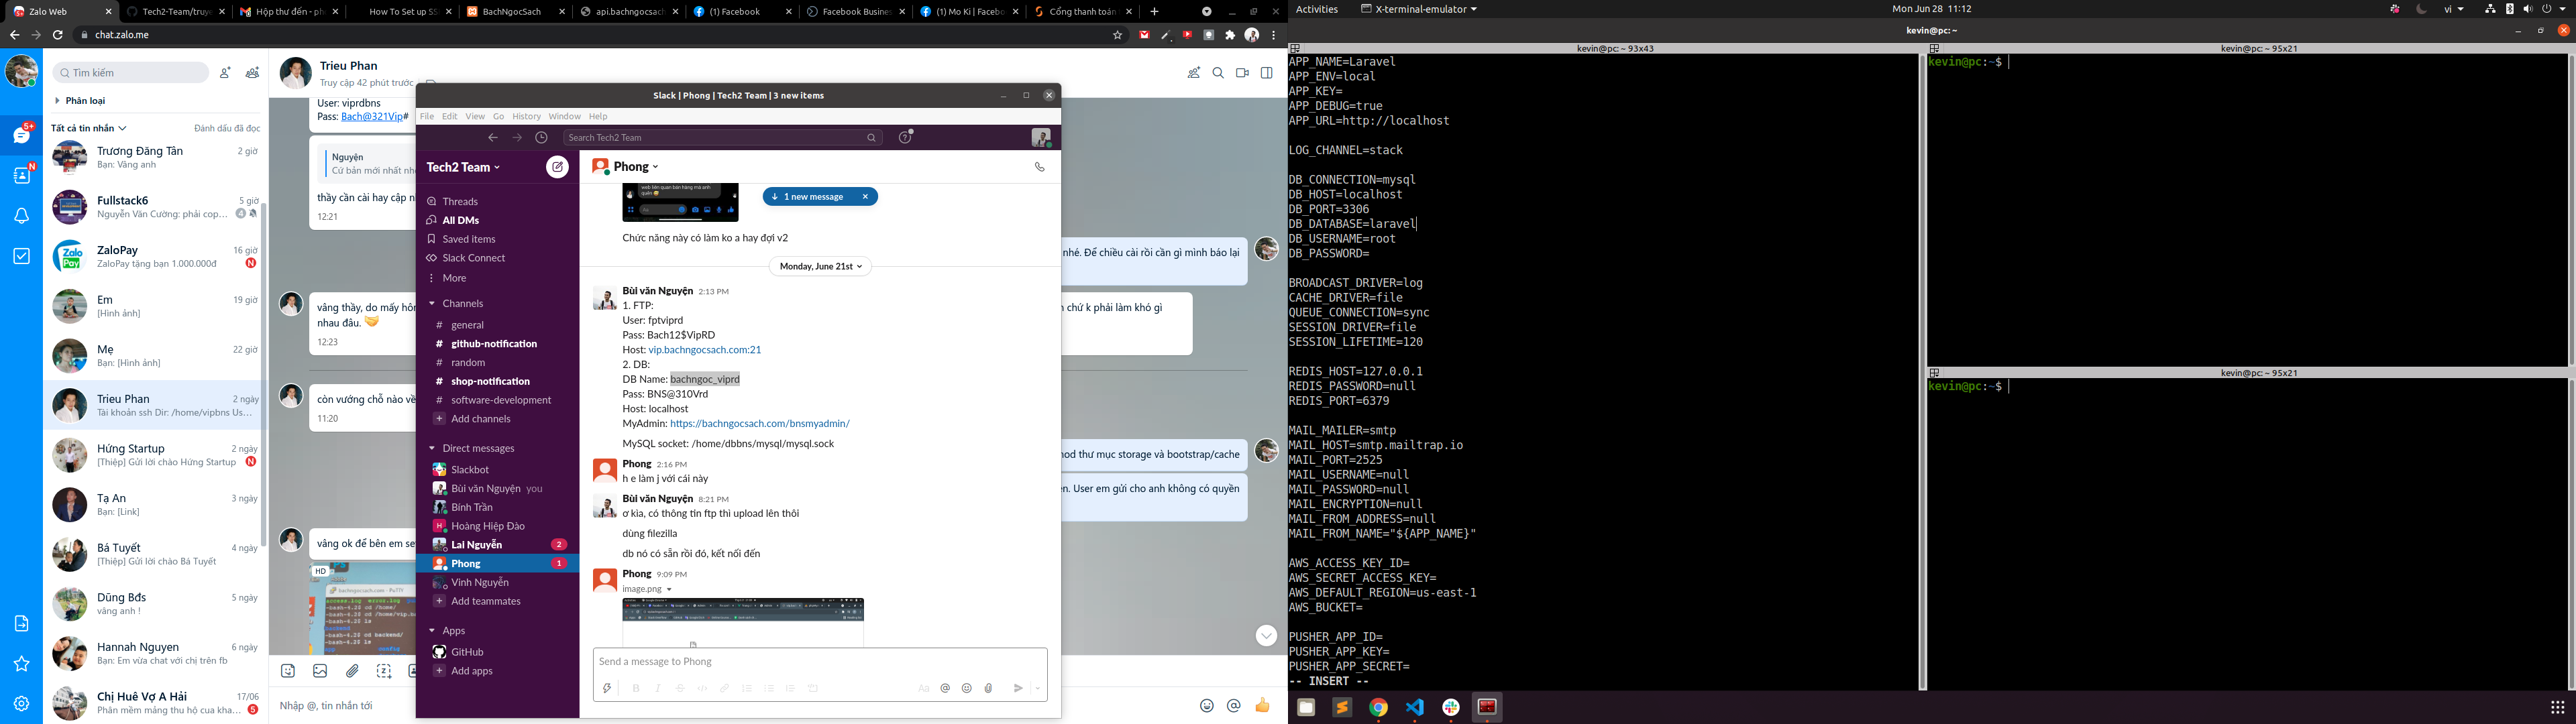 Zalo Web
Tech2-Team/truye
Hộp thư đến - ph
How To Set up SS
BachNgocSach
api.bachngocsach
(1) Facebook
Facebook Busines
(1) Mo Ki | Facebo
Cổng thanh toán
chat.zalo.me
Tìm kiếm
Phân loại
Tất cả tin nhắn
Đánh dấu đã đọc
5+
N
Trương Đăng Tân
2 giờ
Bạn: Vâng anh
Fullstack6
5 giờ
Nguyễn Văn Cường: phải cop...
4
ZaloPay
16 giờ
ZaloPay tặng bạn 1.000.000đ
N
Em
19 giờ
[Hình ảnh]
Mẹ
22 giờ
Bạn: [Hình ảnh]
Trieu Phan
2 ngày
Tài khoản ssh Dir: /home/vipbns Us...
Hứng Startup
2 ngày
[Thiệp] Gửi lời chào Hứng Startup
N
Tạ An
3 ngày
Bạn: [Link]
Bá Tuyết
4 ngày
[Thiệp] Gửi lời chào Bá Tuyết
Dũng Bđs
5 ngày
vâng anh !
Hannah Nguyen
6 ngày
Bạn: Em vừa chat với chị trên fb
Chị Huê Vợ A Hải
17/06
Phần mềm mảng thu hộ cua kha...
5
Trieu Phan
Truy cập 42 phút trước
User: viprdbns
Pass: Bach@321Vip#
Nguyện
Cứ bản mới nhất nh
thầy cần cài hay cập n
12:21
nhé. Để chiều cài rồi cần gì mình báo lại
vâng thầy, do mấy hôn
n chứ k phải làm khó gì
nhau đâu.
12:23
còn vướng chỗ nào về
11:20
nod thư mục storage và bootstrap/cache
n. User em gửi cho anh không có quyền
vâng ok để bên em se
HD
Nhập @, tin nhắn tới
Slack | Phong | Tech2 Team | 3 new items
File Edit View Go History Window Help
Search Tech2 Team
Tech2 Team
Threads
All DMs
Saved items
Slack Connect
More
Channels
# general
# github-notification
# random
# shop-notification
# software-development
+ Add channels
Direct messages
Slackbot
Bùi văn Nguyện you
Bính Trần
Hoàng Hiệp Đào
Lai Nguyễn 2
Phong 1
Vinh Nguyễn
+ Add teammates
Apps
GitHub
+ Add apps
Phong
web bên quan bán hàng mà anh
1 new message
Chức năng này có làm ko a hay đợi v2
Monday, June 21st
Bùi văn Nguyện 2:13 PM
1. FTP:
User: fptviprd
Pass: Bach12$VipRD
Host: vip.bachngocsach.com:21
2. DB:
DB Name: bachngoc_viprd
Pass: BNS@310Vrd
Host: localhost
MyAdmin: https://bachngocsach.com/bnsmyadmin/
MySQL socket: /home/dbbns/mysql/mysql.sock
Phong 2:16 PM
h e làm j với cái này
Bùi văn Nguyện 8:21 PM
ơ kìa, có thông tin ftp thì upload lên thôi
dùng filezilla
db nó có sẵn rồi đó, kết nối đến
Phong 9:09 PM
image.png
Send a message to Phong
Activities
X-terminal-emulator
Mon Jun 28 11:12
vi
kevin@pc: ~
kevin@pc: ~ 93x43
APP_NAME=Laravel
APP_ENV=local
APP_KEY=
APP_DEBUG=true
APP_URL=http://localhost
LOG_CHANNEL=stack
DB_CONNECTION=mysql
DB_HOST=localhost
DB_PORT=3306
DB_DATABASE=laravel
DB_USERNAME=root
DB_PASSWORD=
BROADCAST_DRIVER=log
CACHE_DRIVER=file
QUEUE_CONNECTION=sync
SESSION_DRIVER=file
SESSION_LIFETIME=120
REDIS_HOST=127.0.0.1
REDIS_PASSWORD=null
REDIS_PORT=6379
MAIL_MAILER=smtp
MAIL_HOST=smtp.mailtrap.io
MAIL_PORT=2525
MAIL_USERNAME=null
MAIL_PASSWORD=null
MAIL_ENCRYPTION=null
MAIL_FROM_ADDRESS=null
MAIL_FROM_NAME="${APP_NAME}"
AWS_ACCESS_KEY_ID=
AWS_SECRET_ACCESS_KEY=
AWS_DEFAULT_REGION=us-east-1
AWS_BUCKET=
PUSHER_APP_ID=
PUSHER_APP_KEY=
PUSHER_APP_SECRET=
-- INSERT --
kevin@pc: ~ 95x21
kevin@pc:~$
kevin@pc: ~ 95x21
kevin@pc:~$